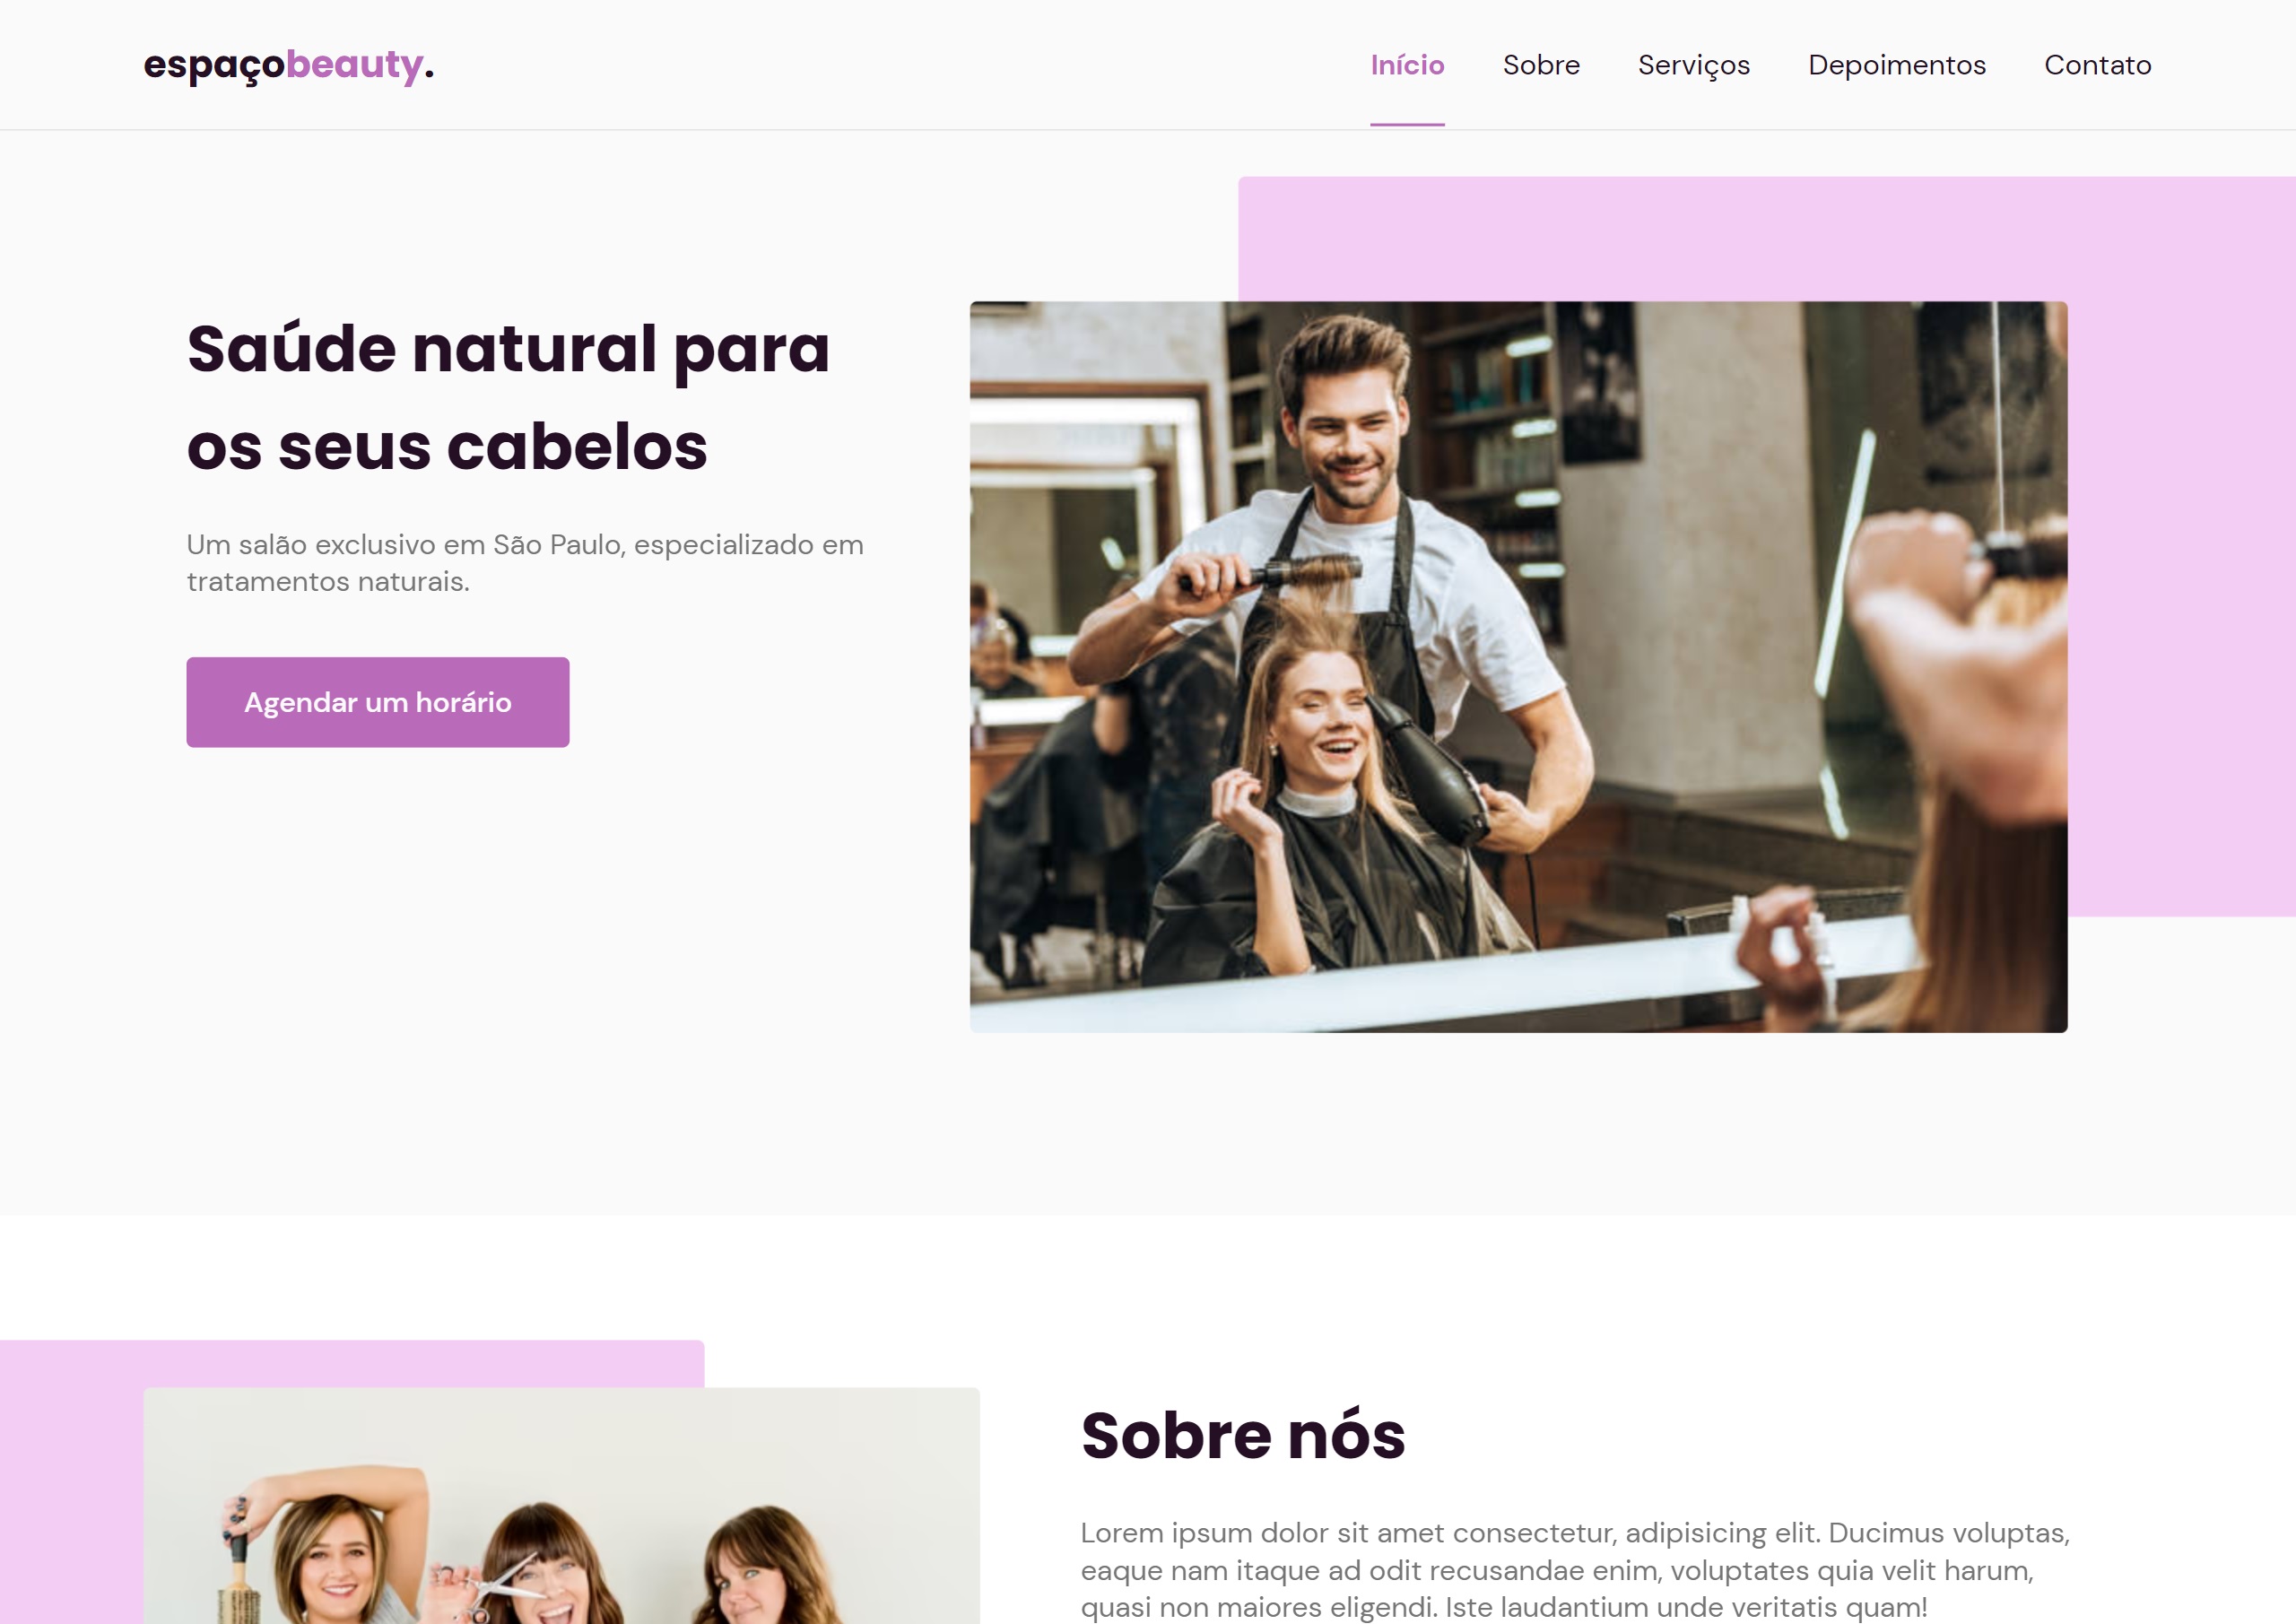 espaçobeauty.
Início Sobre Serviços Depoimentos Contato
Saúde natural para
os seus cabelos
Um salão exclusivo em São Paulo, especializado em
tratamentos naturais.
Agendar um horário
Sobre nós
Lorem ipsum dolor sit amet consectetur, adipisicing elit. Ducimus voluptas,
eaque nam itaque ad odit recusandae enim, voluptates quia velit harum,
quasi non maiores eligendi. Iste laudantium unde veritatis quam!